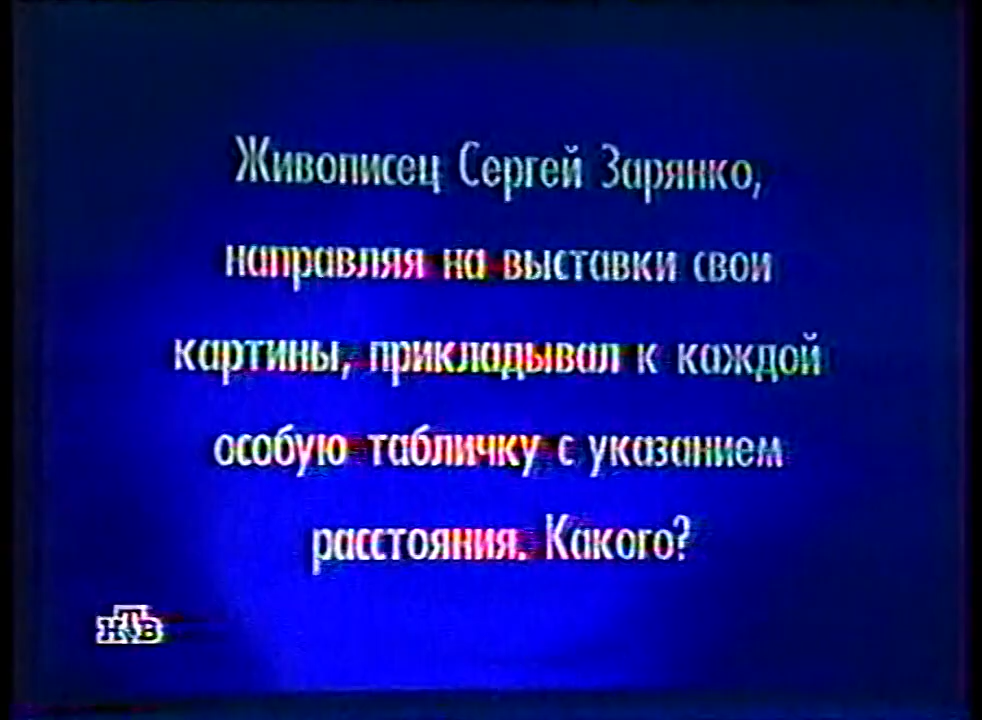 Живописец Сергей Зарянко,
направляя на выставки свои
картины, прикладывал к каждой
особую табличку с указанием
расстояния. Какого?
НТВ